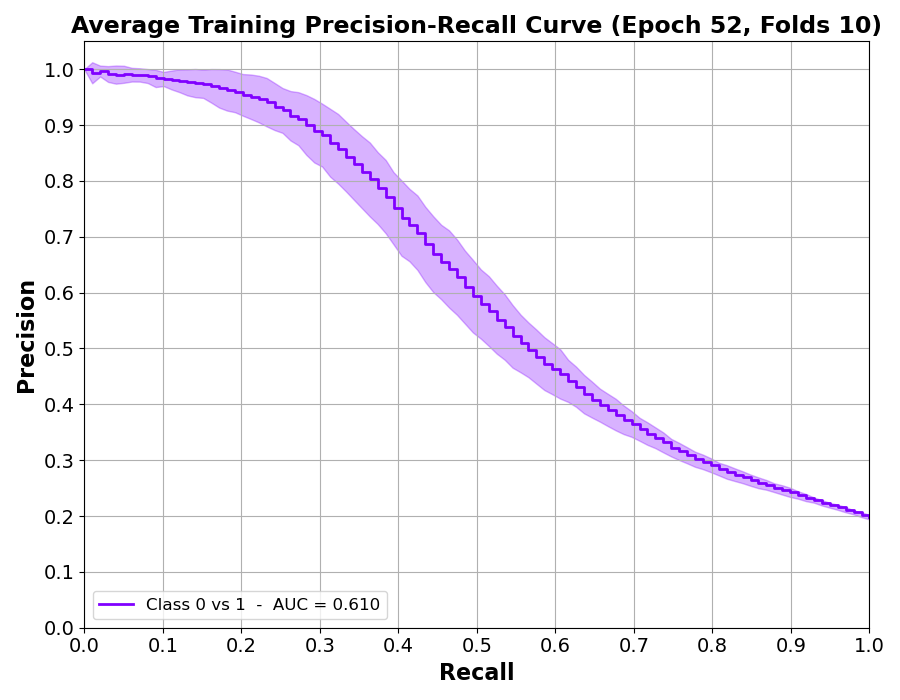 Average Training Precision-Recall Curve (Epoch 52, Folds 10)
Precision
1.0
0.9
0.8
0.7
0.6
0.5
0.4
0.3
0.2
0.1
0.0
Class 0 vs 1 - AUC = 0.610
0.0 0.1 0.2 0.3 0.4 0.5 0.6 0.7 0.8 0.9 1.0
Recall